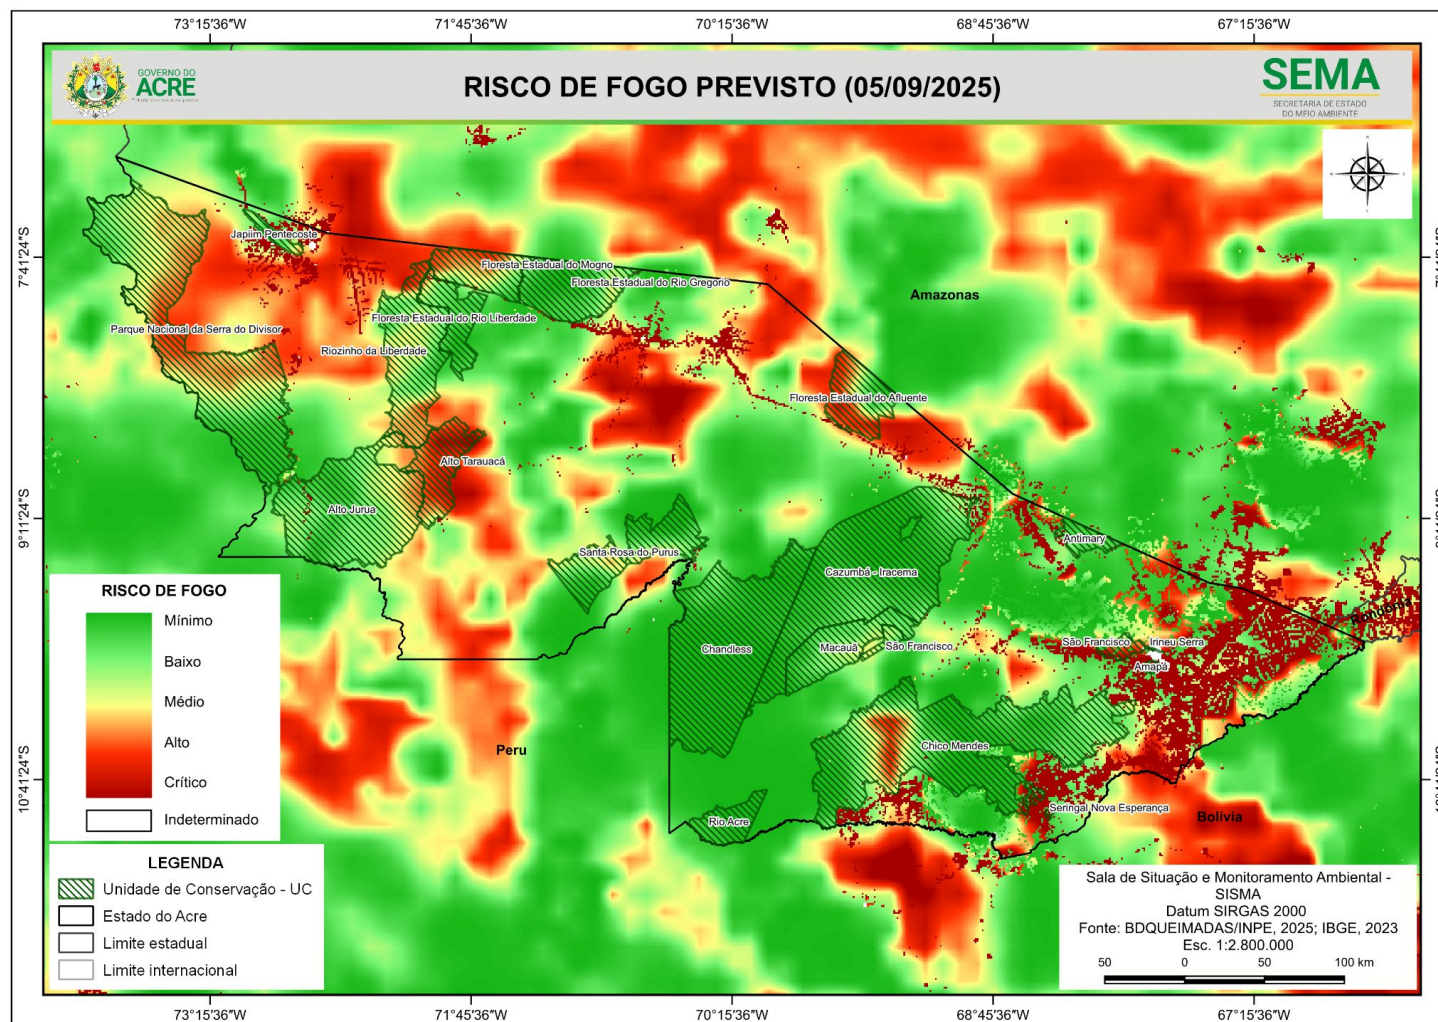 73°15'36"W
71°45'36"W
70°15'36"W
68°45'36"W
67°15'36"W
GOVERNO DO
ACRE
RISCO DE FOGO PREVISTO (05/09/2025)
SEMA
SECRETARIA DE ESTADO
DO MEIO AMBIENTE
N
7°41'24"S
Japiim Pentecoste
Floresta Estadual do Mogno
Floresta Estadual do Rio Gregório
Amazonas
Floresta Estadual do Rio Liberdade
Parque Nacional da Serra do Divisor
Riozinho da Liberdade
Floresta Estadual do Afluente
Alto Tarauacá
9°11'24"S
Alto Jurua
Antimary
Santa Rosa do Purus
Cazumbá - Iracema
Rondônia
Chandless
Macauã
São Francisco
São Francisco
Irineu Serra
Amapá
Peru
Chico Mendes
10°41'24"S
Seringal Nova Esperança
Bolívia
Rio Acre
RISCO DE FOGO
Mínimo
Baixo
Médio
Alto
Crítico
Indeterminado
LEGENDA
Unidade de Conservação - UC
Estado do Acre
Limite estadual
Limite internacional
Sala de Situação e Monitoramento Ambiental -
SISMA
Datum SIRGAS 2000
Fonte: BDQUEIMADAS/INPE, 2025; IBGE, 2023
Esc. 1:2.800.000
50 0 50 100 km
73°15'36"W
71°45'36"W
70°15'36"W
68°45'36"W
67°15'36"W